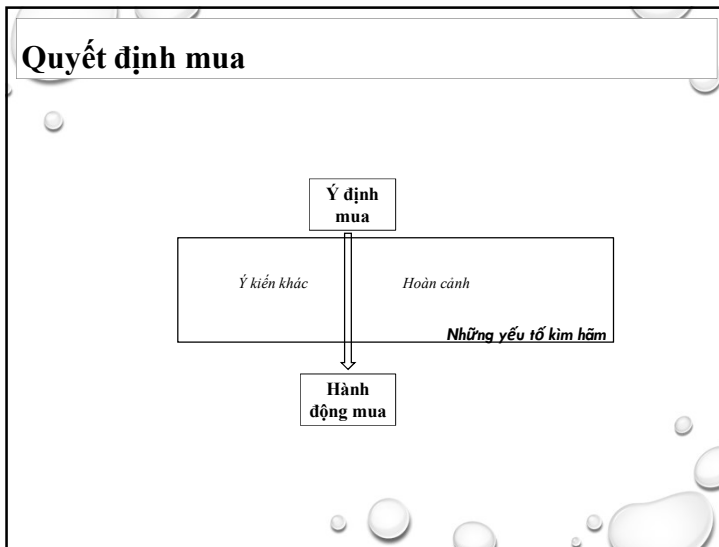 Quyết định mua
Ý định
mua
Ý kiến khác
Hoàn cảnh
Những yếu tố kìm hãm
Hành
động mua